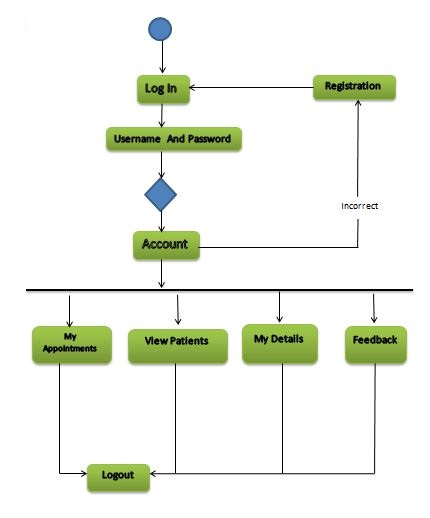 Log In
Registration
Username And Password
Incorrect
Account
My
Appointments
View Patients
My Details
Feedback
Logout